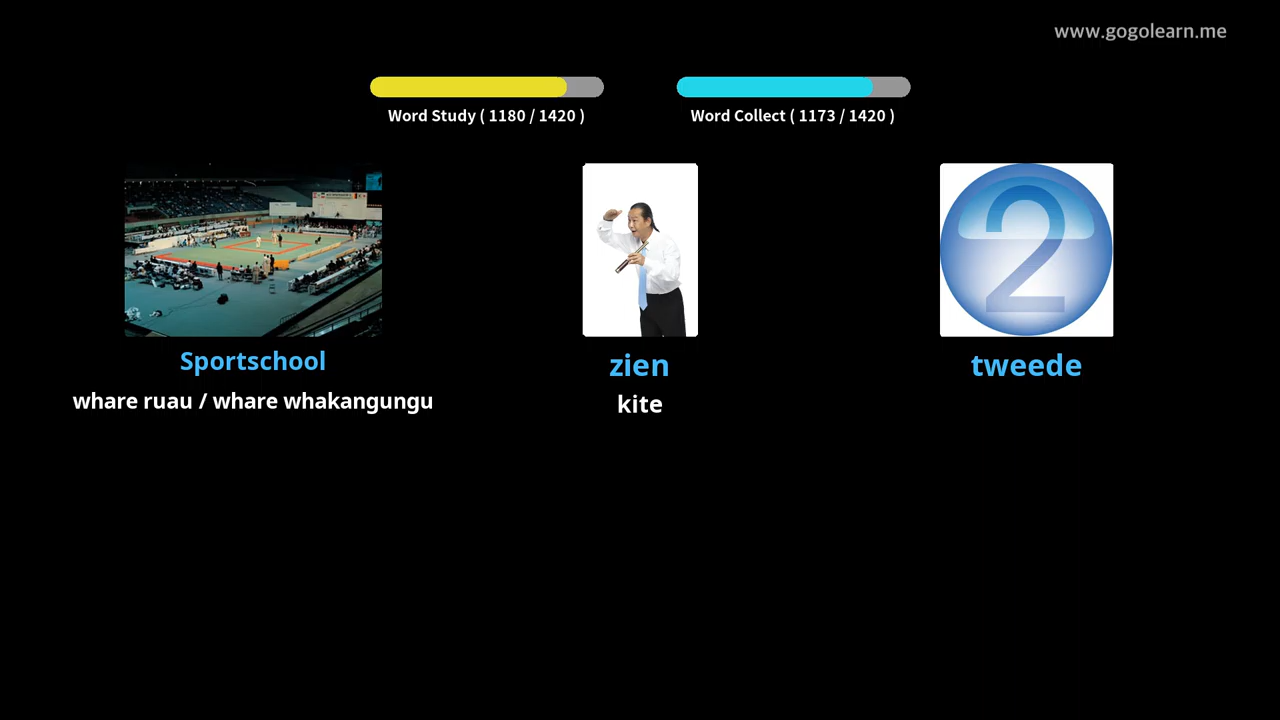 www.gogolearn.me
Word Study ( 1180 / 1420 )
Word Collect ( 1173 / 1420 )
2
Sportschool
zien
tweede
whare ruau / whare whakangungu
kite